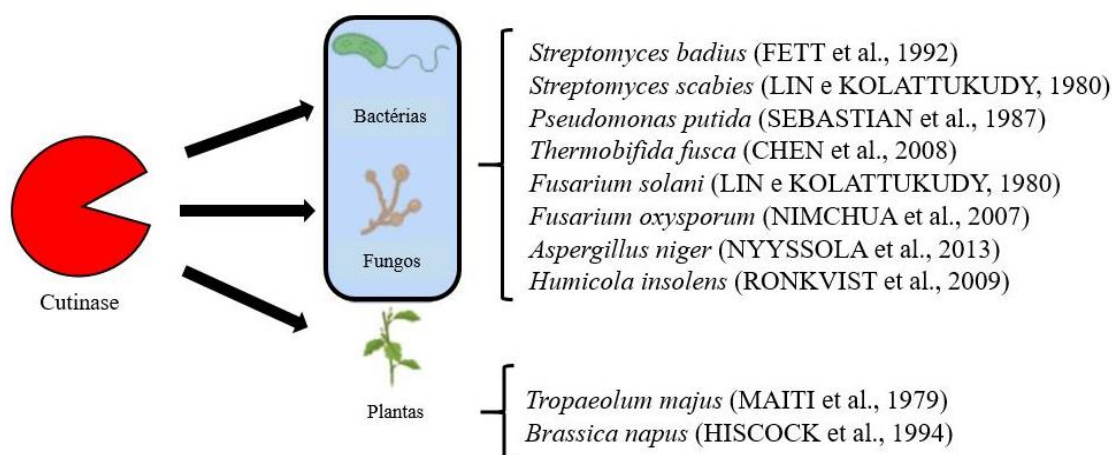 Cutinase
Bactérias
Fungos
Plantas
Streptomyces badius (FETT et al., 1992)
Streptomyces scabies (LIN e KOLATTUKUDY, 1980)
Pseudomonas putida (SEBASTIAN et al., 1987)
Thermobifida fusca (CHEN et al., 2008)
Fusarium solani (LIN e KOLATTUKUDY, 1980)
Fusarium oxysporum (NIMCHUA et al., 2007)
Aspergillus niger (NYYSSOLA et al., 2013)
Humicola insolens (RONKVIST et al., 2009)
Tropaeolum majus (MAITI et al., 1979)
Brassica napus (HISCOCK et al., 1994)